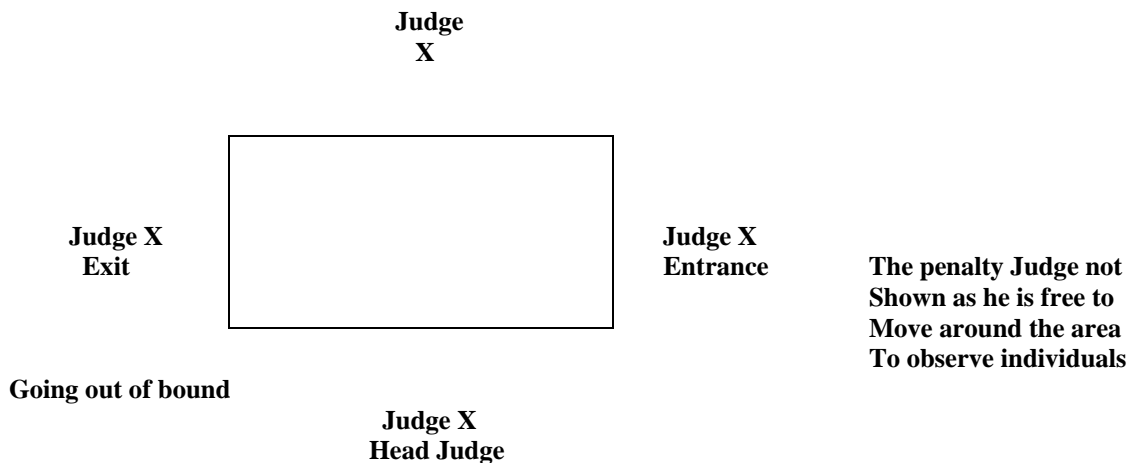 Judge
X
Judge X
Exit
Judge X
Entrance
The penalty Judge not
Shown as he is free to
Move around the area
To observe individuals
Going out of bound
Judge X
Head Judge